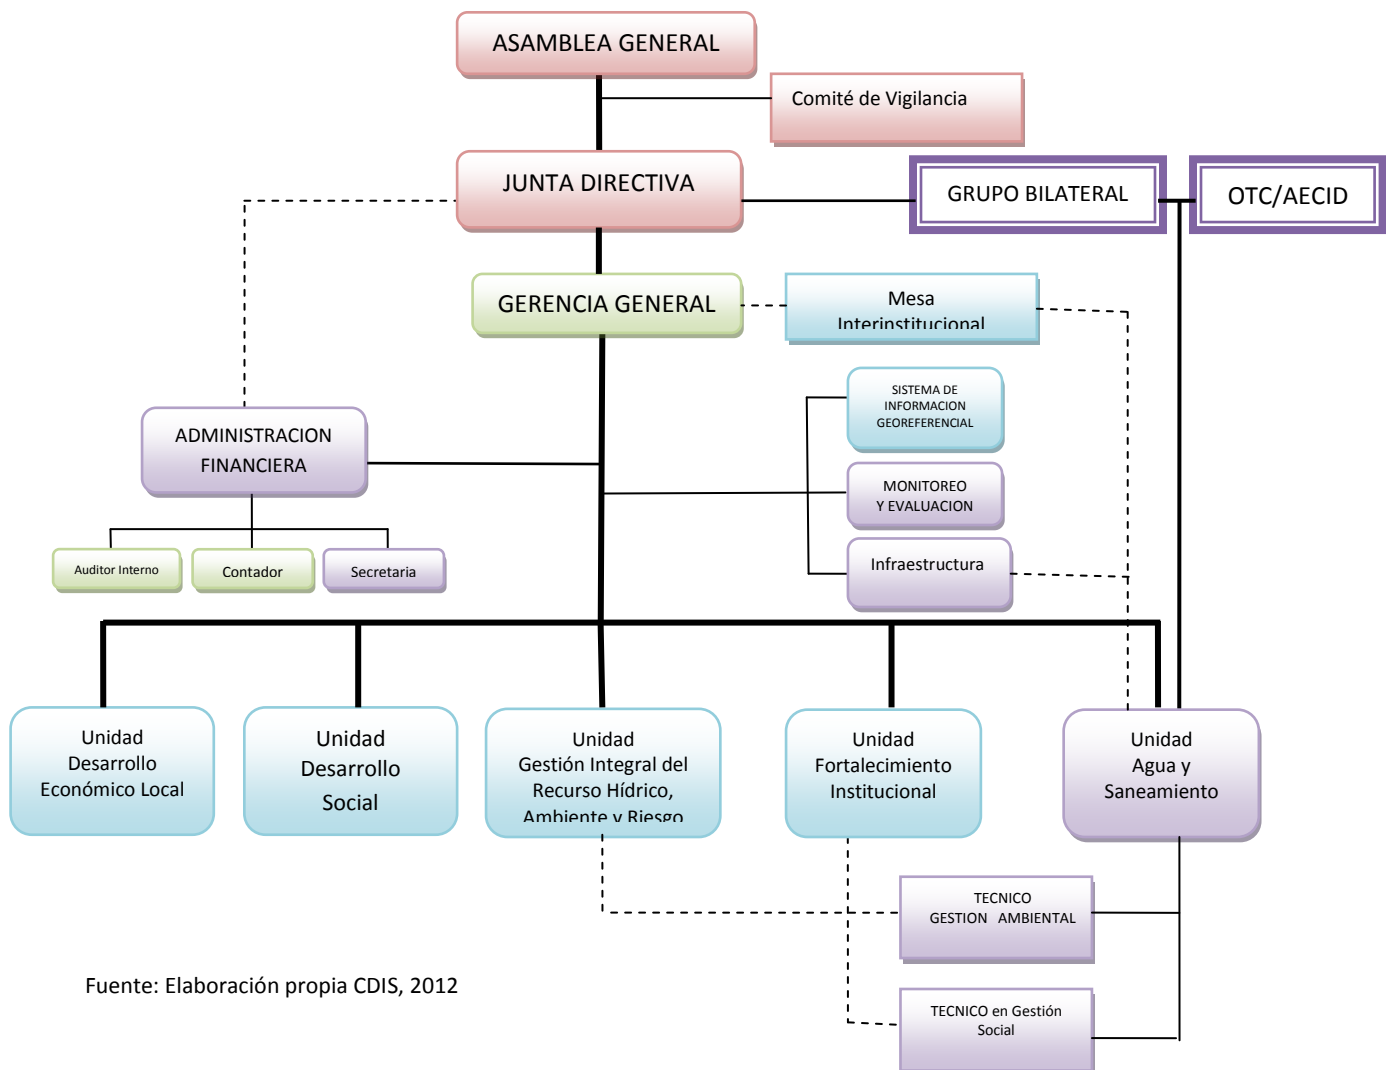 ASAMBLEA GENERAL
Comité de Vigilancia
JUNTA DIRECTIVA
GRUPO BILATERAL
OTC/AECID
GERENCIA GENERAL
Mesa
Interinstitucional
SISTEMA DE
INFORMACION
GEOREFERENCIAL
ADMINISTRACION
FINANCIERA
MONITOREO
Y EVALUACION
Infraestructura
Auditor Interno
Contador
Secretaria
Unidad
Desarrollo
Económico Local
Unidad
Desarrollo
Social
Unidad
Gestión Integral del
Recurso Hídrico,
Ambiente y Riesgo
Unidad
Fortalecimiento
Institucional
Unidad
Agua y
Saneamiento
TECNICO
GESTION AMBIENTAL
TECNICO en Gestión
Social
Fuente: Elaboración propia CDIS, 2012